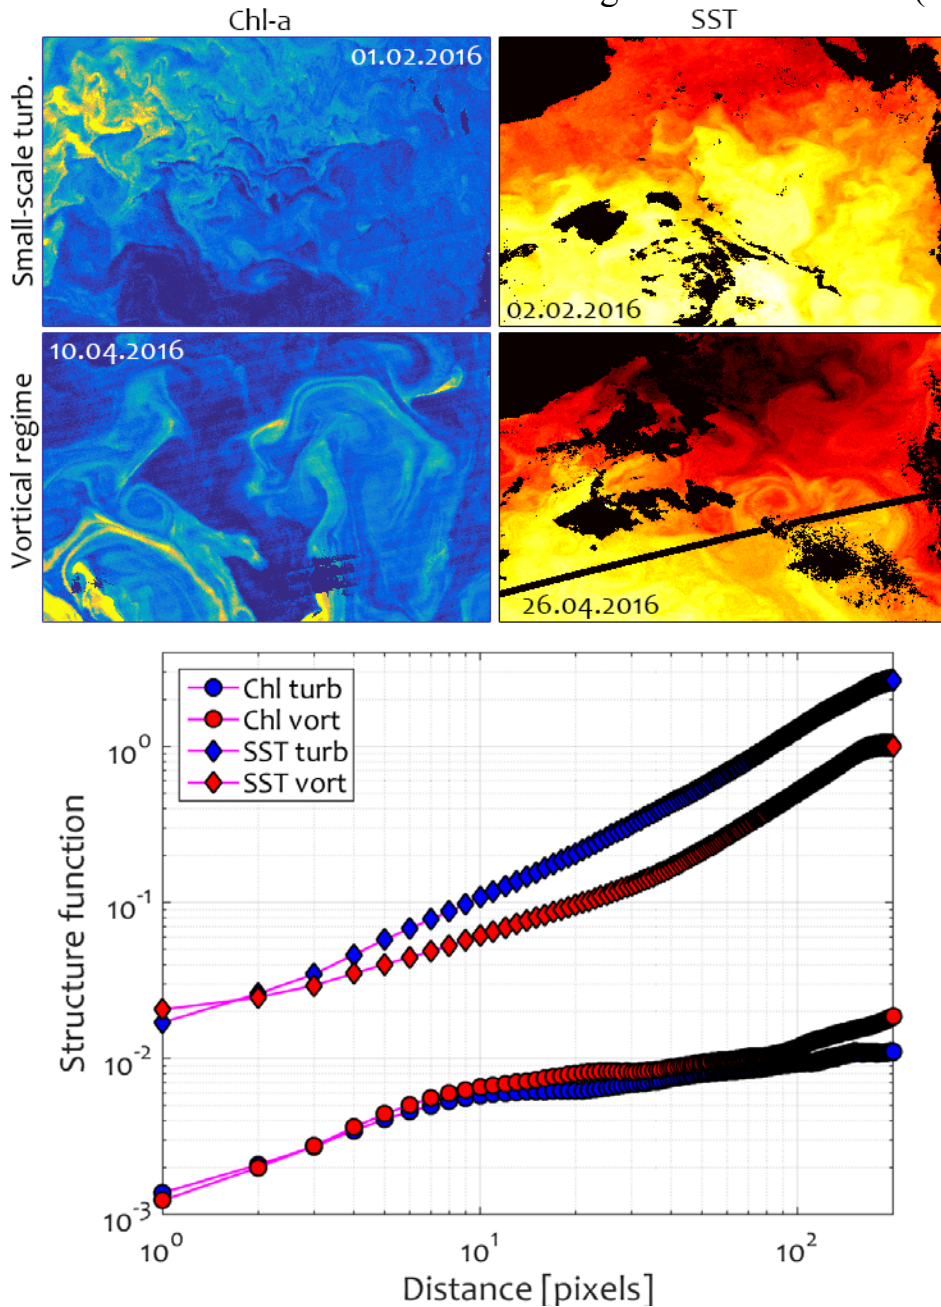 Chl-a SST
Small-scale turb.
01.02.2016
02.02.2016
Vortical regime
10.04.2016
26.04.2016
Chl turb
Chl vort
SST turb
SST vort
Structure function
10^0
10^-1
10^-2
10^-3
10^0 10^1 10^2
Distance [pixels]